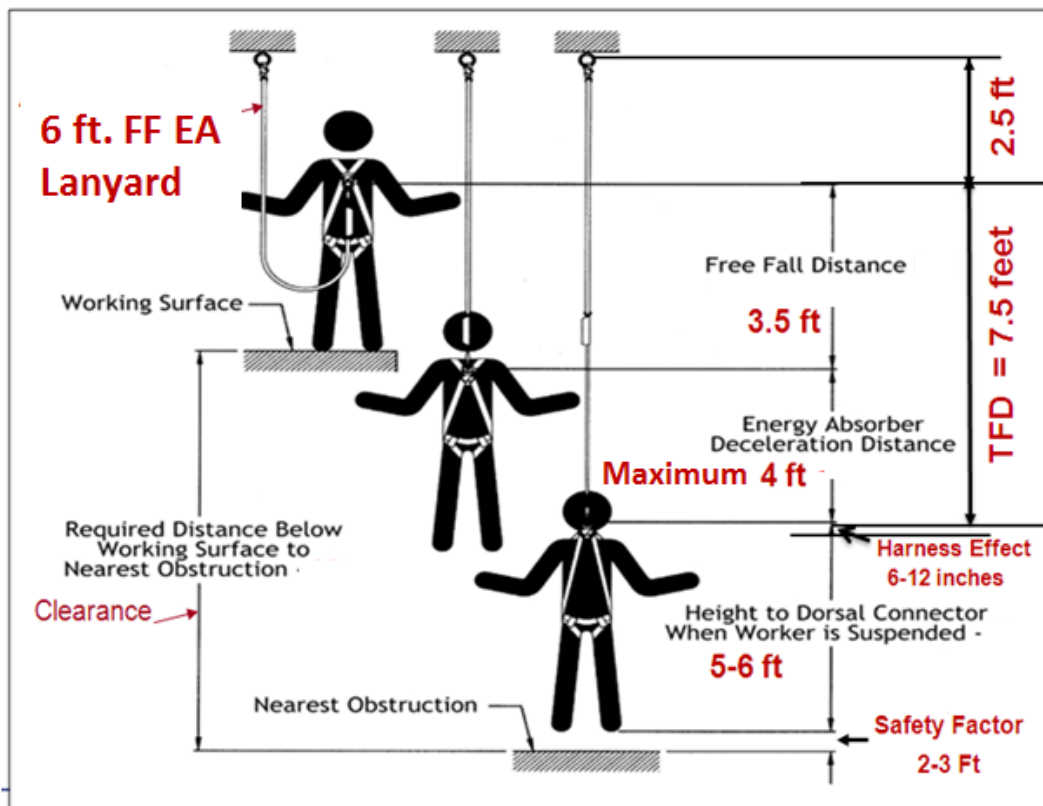 6 ft. FF EA
Lanyard
2.5 ft
Free Fall Distance
3.5 ft
TFD = 7.5 feet
Working Surface
Energy Absorber
Deceleration Distance
Maximum 4 ft
Required Distance Below
Working Surface to
Nearest Obstruction -
Clearance
Harness Effect
6-12 inches
Height to Dorsal Connector
When Worker is Suspended -
5-6 ft
Nearest Obstruction
Safety Factor
2-3 Ft